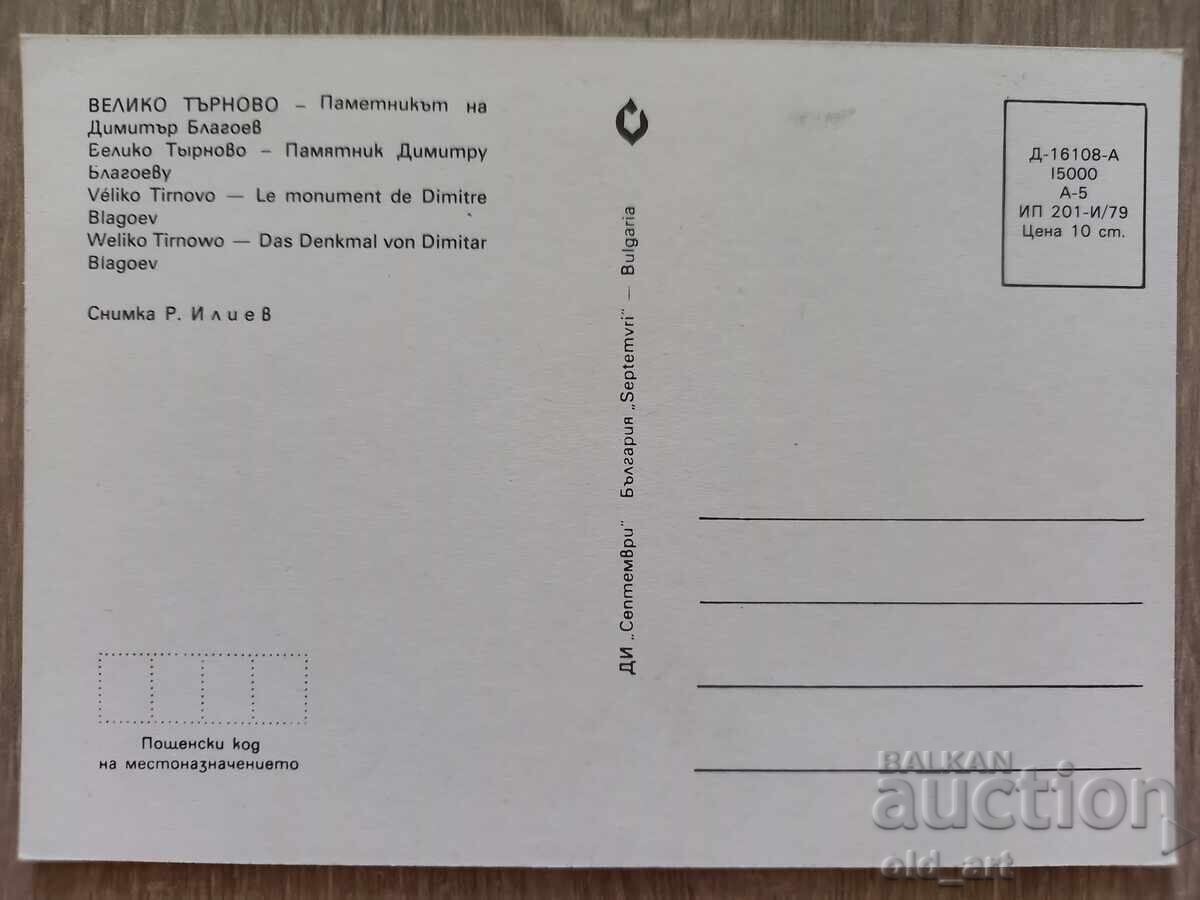 ВЕЛИКО ТЪРНОВО – Паметникът на
Димитър Благоев
Еелико Тырново – Памятник Димитру
Благоеву
Véliko Tirnovo — Le monument de Dimitre
Blagoev
Weliko Tirnowo — Das Denkmal von Dimitar
Blagoev
Снимка Р. Илиев
Пощенски код
на местоназначението
ДИ „Септември" България „Septemvri" — Bulgaria
Д-16108-А
15000
А-5
ИП 201-И/79
Цена 10 ст.
BALKAN
auction
old_art